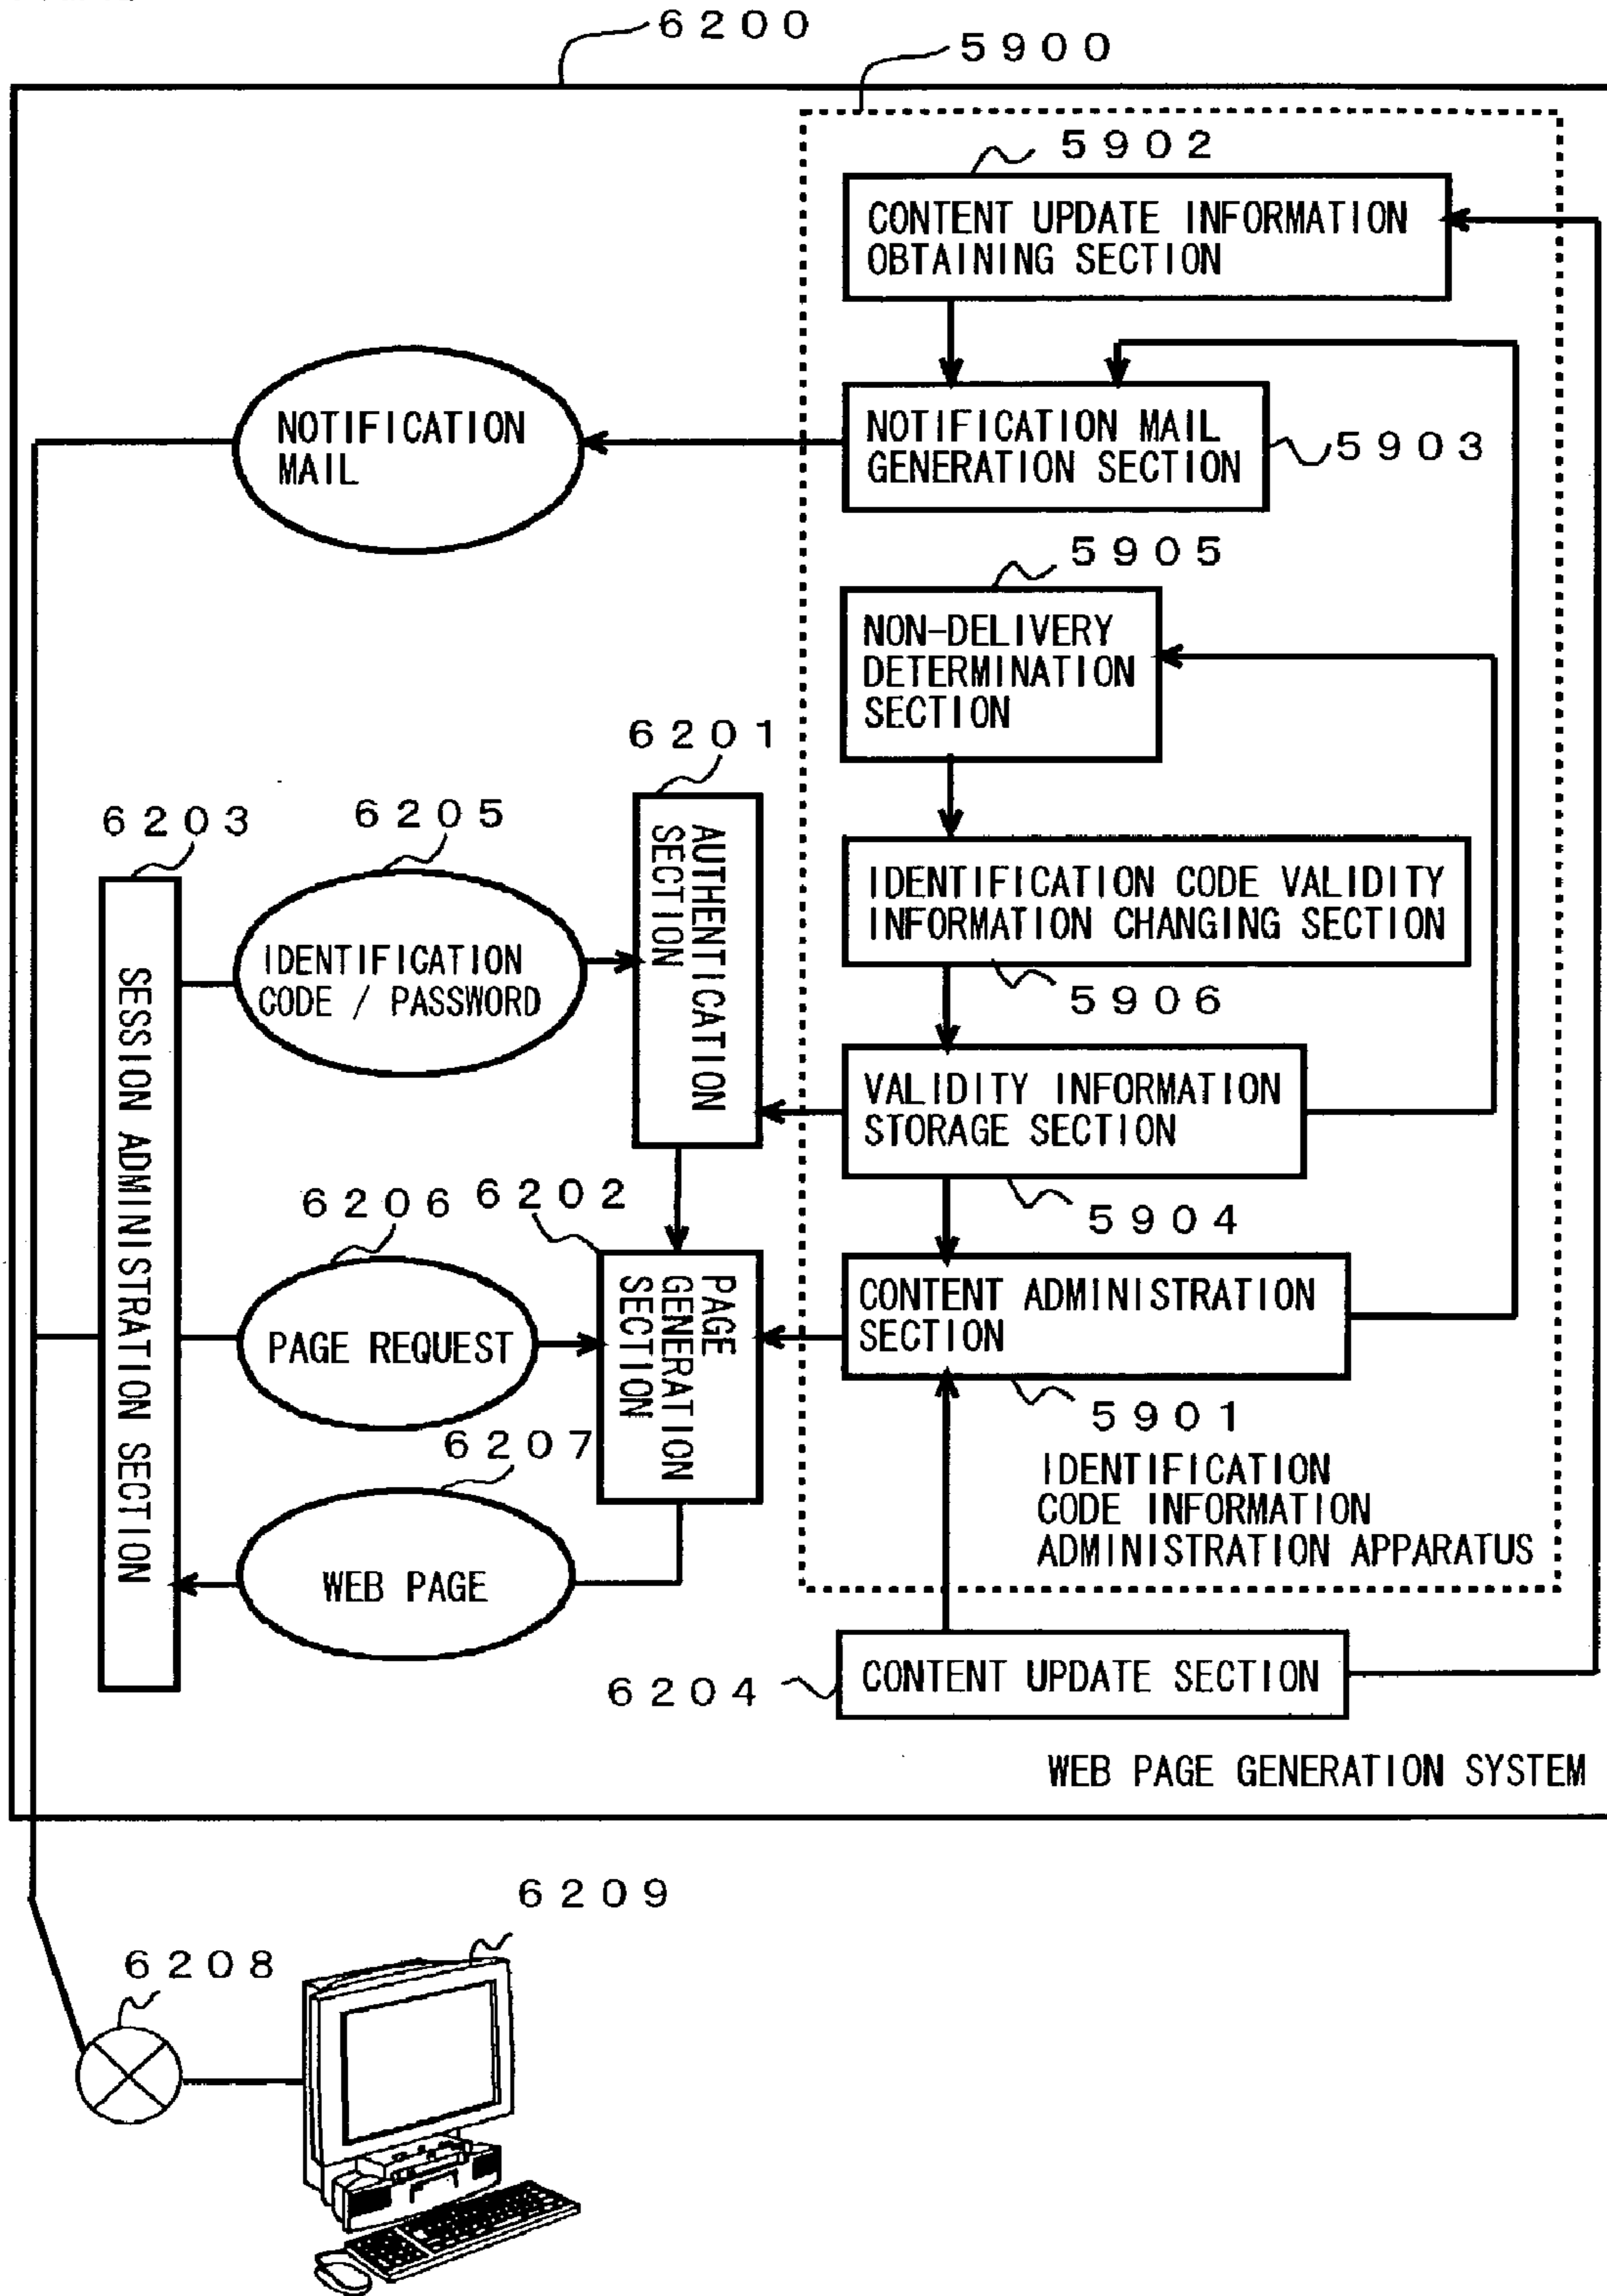 6200
5900
5902
CONTENT UPDATE INFORMATION
OBTAINING SECTION
NOTIFICATION
MAIL
NOTIFICATION MAIL
GENERATION SECTION
5903
5905
NON-DELIVERY
DETERMINATION
SECTION
6201
AUTHENTICATION
SECTION
6203
SESSION ADMINISTRATION SECTION
6205
IDENTIFICATION
CODE / PASSWORD
IDENTIFICATION CODE VALIDITY
INFORMATION CHANGING SECTION
5906
VALIDITY INFORMATION
STORAGE SECTION
5904
6206
PAGE REQUEST
6202
PAGE
GENERATION
SECTION
CONTENT ADMINISTRATION
SECTION
5901
6207
WEB PAGE
IDENTIFICATION
CODE INFORMATION
ADMINISTRATION APPARATUS
6204
CONTENT UPDATE SECTION
WEB PAGE GENERATION SYSTEM
6209
6208